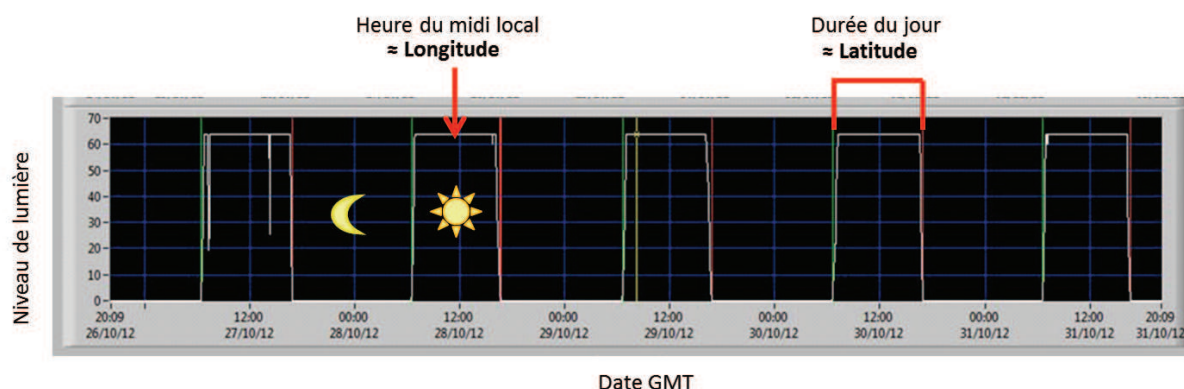 Heure du midi local
≈ Longitude
Durée du jour
≈ Latitude
Niveau de lumière
70
60
50
40
30
20
10
0
20:09 12:00 00:00 12:00 00:00 12:00 00:00 12:00 00:00 12:00 20:09
26/10/12 27/10/12 28/10/12 28/10/12 29/10/12 29/10/12 30/10/12 30/10/12 31/10/12 31/10/12 31/10/12
Date GMT